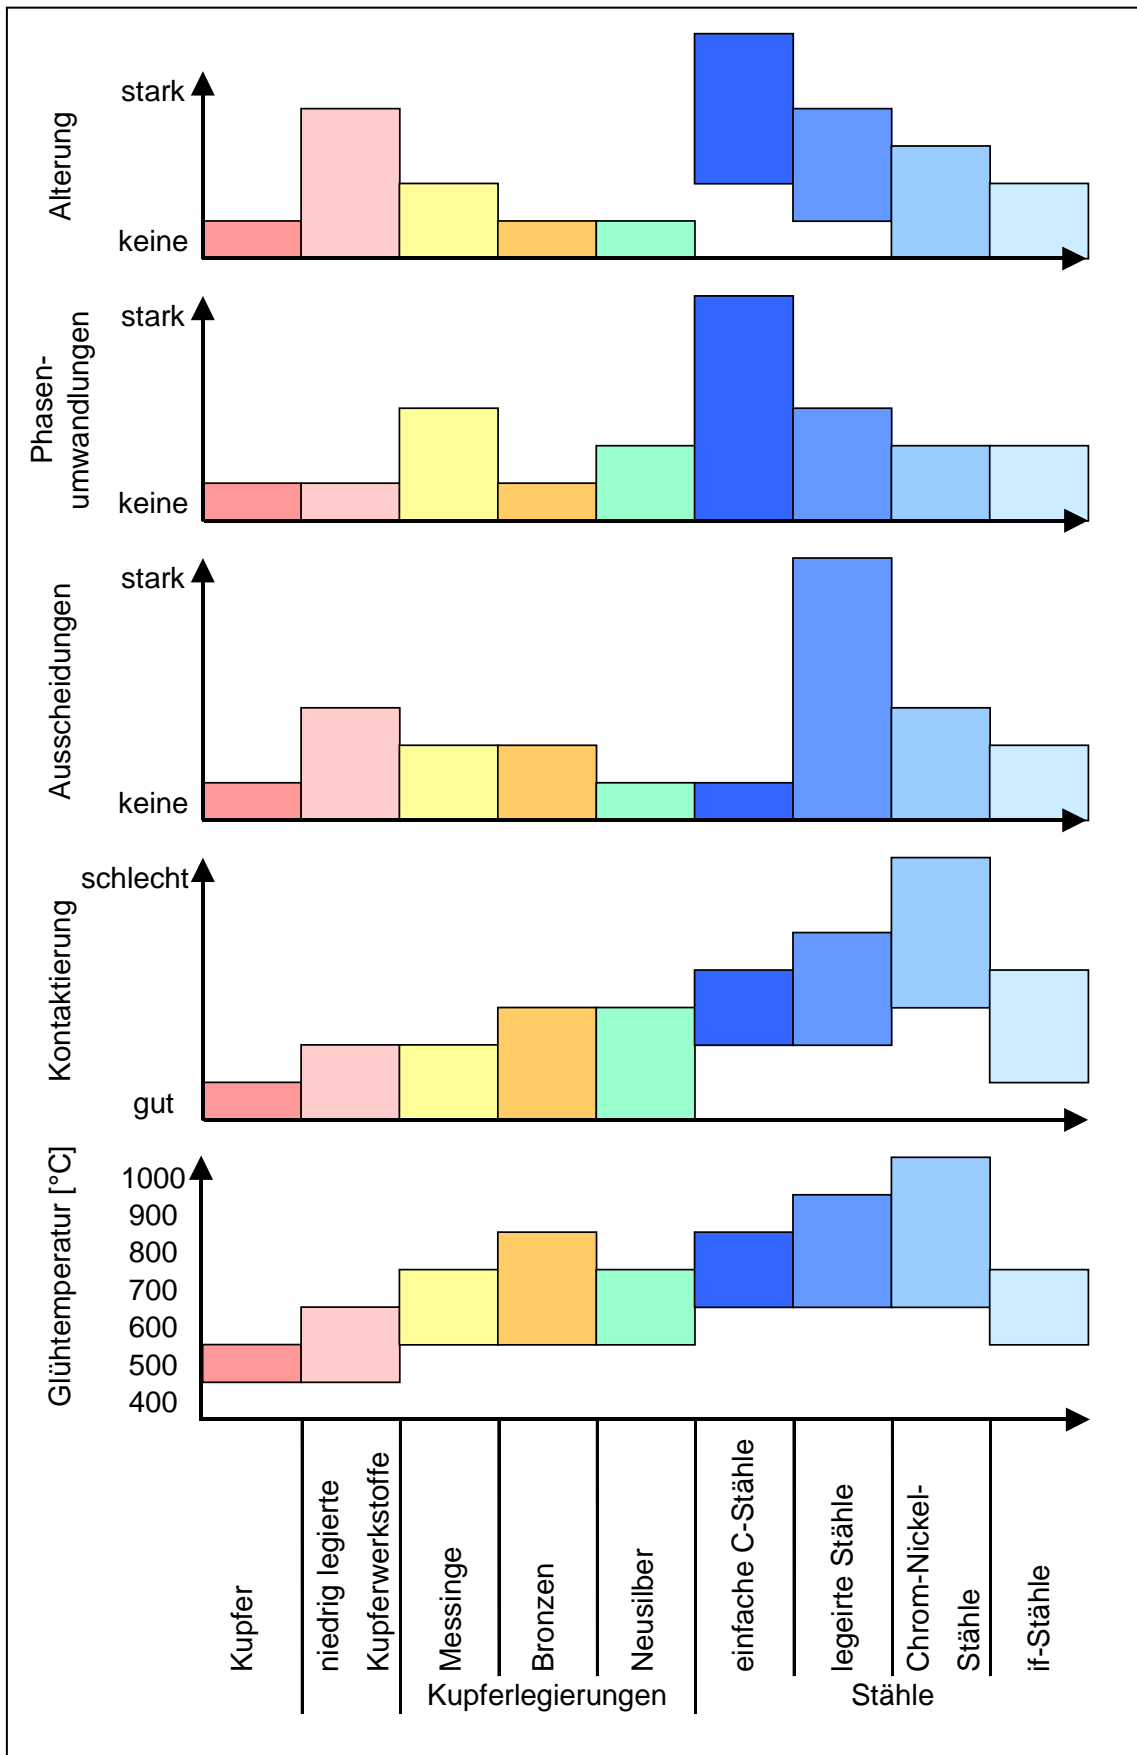 Alterung
stark
keine
Phasen-
umwandlungen
stark
keine
Ausscheidungen
stark
keine
Kontaktierung
schlecht
gut
Glühtemperatur [°C]
1000
900
800
700
600
500
400
Kupfer
niedrig legierte
Kupferwerkstoffe
Messinge
Bronzen
Neusilber
einfache C-Stähle
legeirte Stähle
Chrom-Nickel-
Stähle
if-Stähle
Kupferlegierungen
Stähle